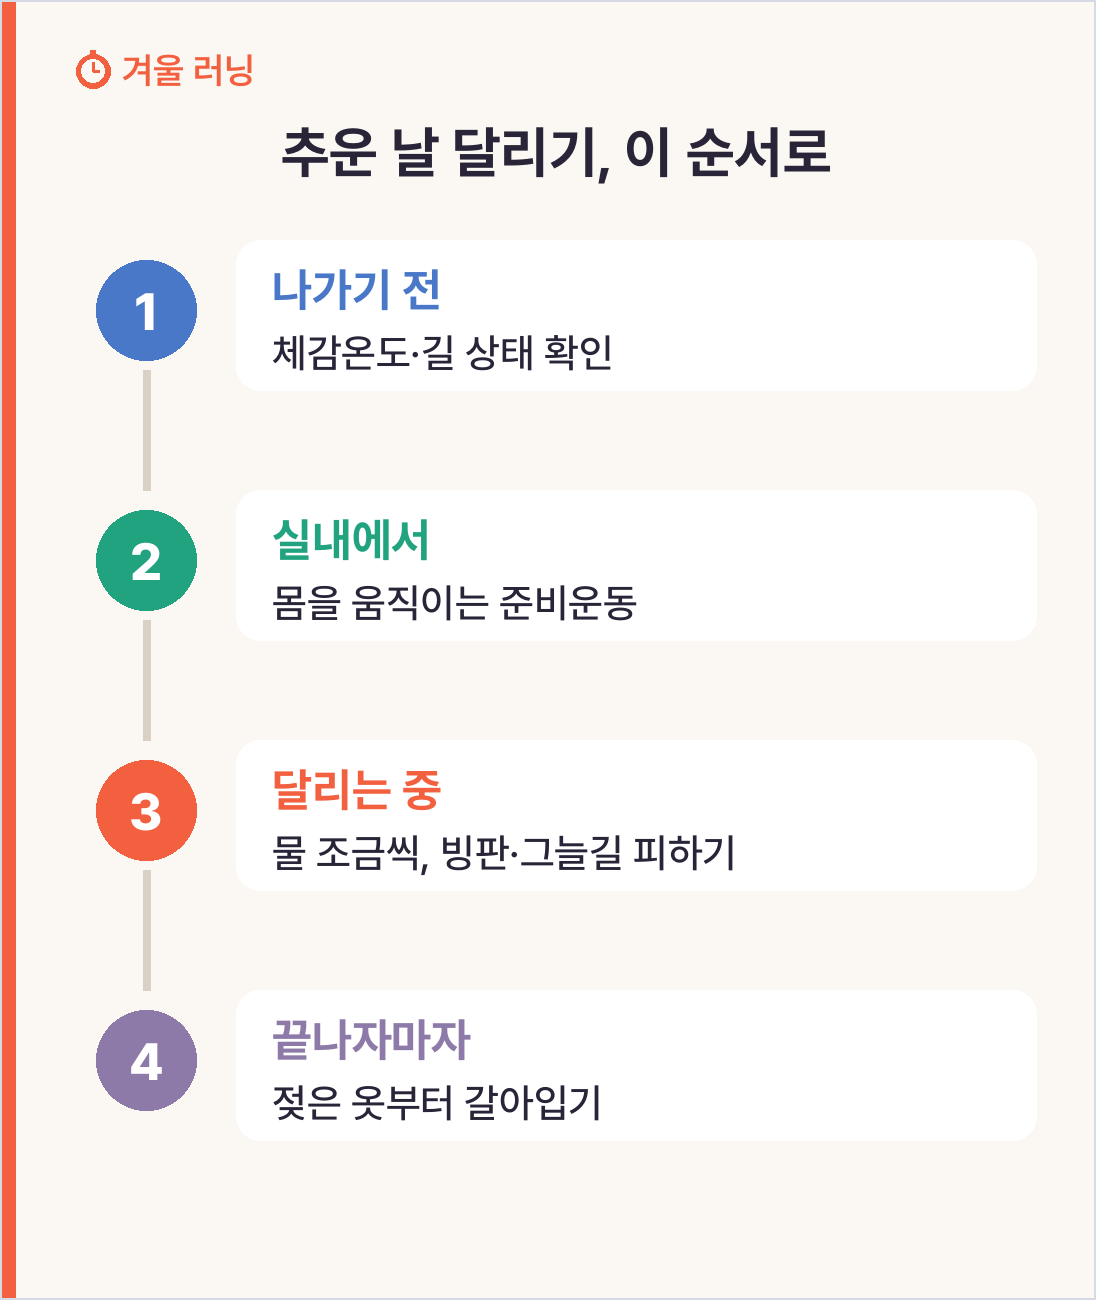 겨울 러닝
추운 날 달리기, 이 순서로
1
나가기 전
체감온도·길 상태 확인
2
실내에서
몸을 움직이는 준비운동
3
달리는 중
물 조금씩, 빙판·그늘길 피하기
4
끝나자마자
젖은 옷부터 갈아입기